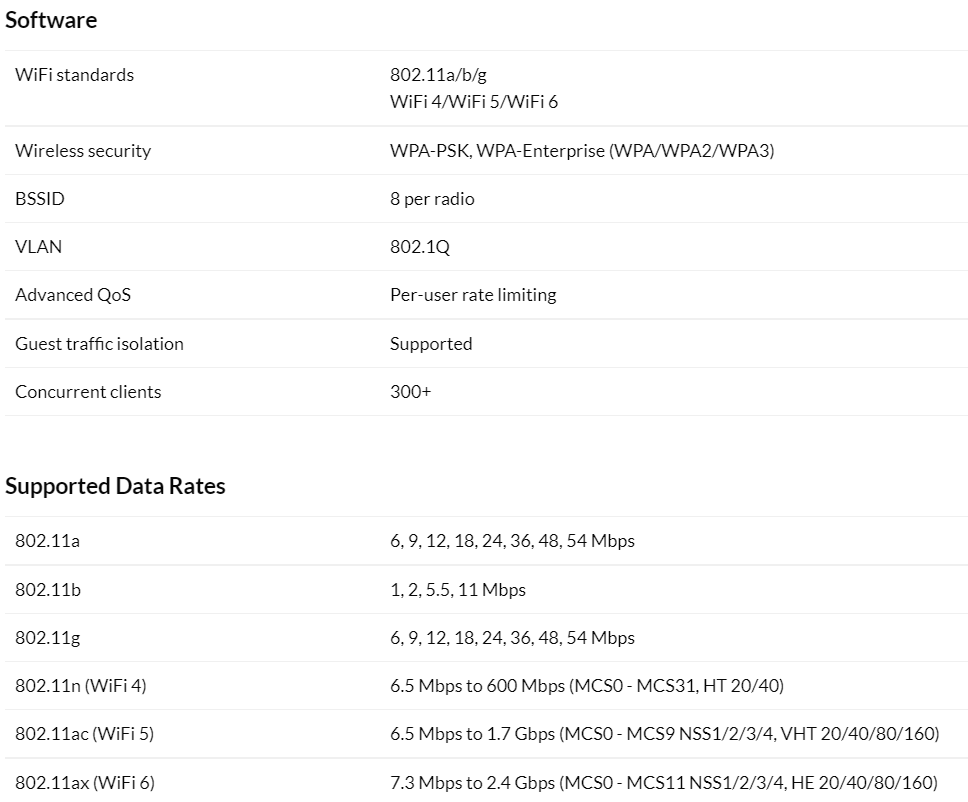 Software
WiFi standards 802.11a/b/g
WiFi 4/WiFi 5/WiFi 6
Wireless security WPA-PSK, WPA-Enterprise (WPA/WPA2/WPA3)
BSSID 8 per radio
VLAN 802.1Q
Advanced QoS Per-user rate limiting
Guest traffic isolation Supported
Concurrent clients 300+
Supported Data Rates
802.11a 6, 9, 12, 18, 24, 36, 48, 54 Mbps
802.11b 1, 2, 5.5, 11 Mbps
802.11g 6, 9, 12, 18, 24, 36, 48, 54 Mbps
802.11n (WiFi 4) 6.5 Mbps to 600 Mbps (MCS0 - MCS31, HT 20/40)
802.11ac (WiFi 5) 6.5 Mbps to 1.7 Gbps (MCS0 - MCS9 NSS1/2/3/4, VHT 20/40/80/160)
802.11ax (WiFi 6) 7.3 Mbps to 2.4 Gbps (MCS0 - MCS11 NSS1/2/3/4, HE 20/40/80/160)